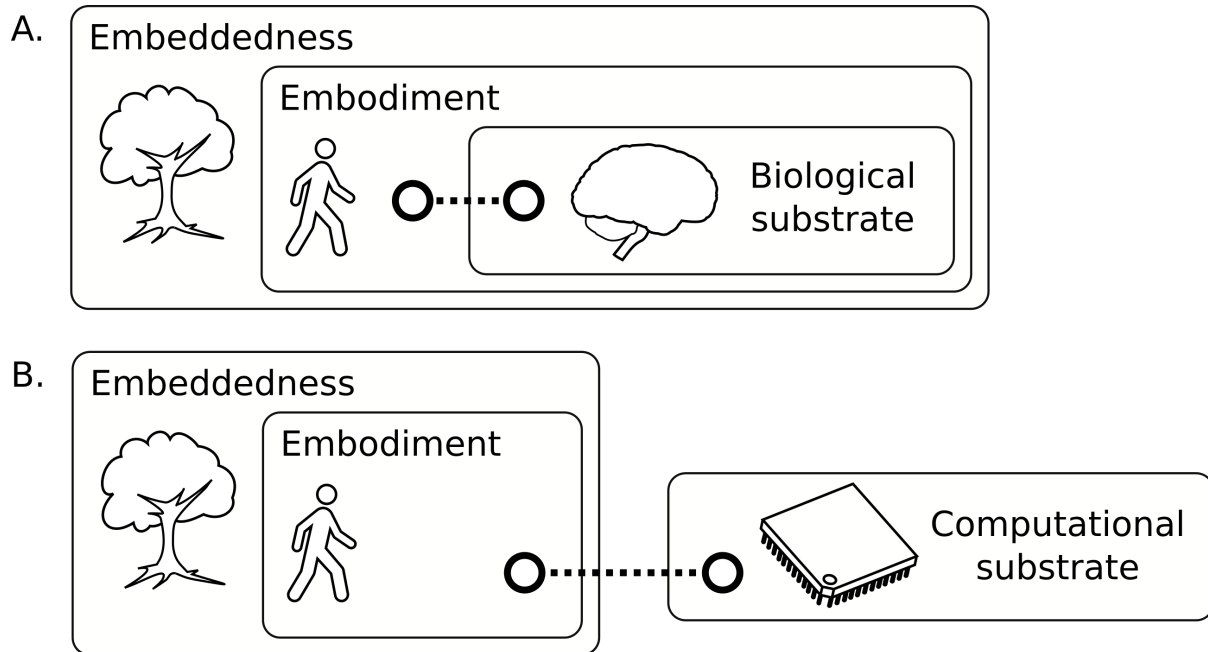 A.
Embeddedness
Embodiment
Biological
substrate
B.
Embeddedness
Embodiment
Computational
substrate